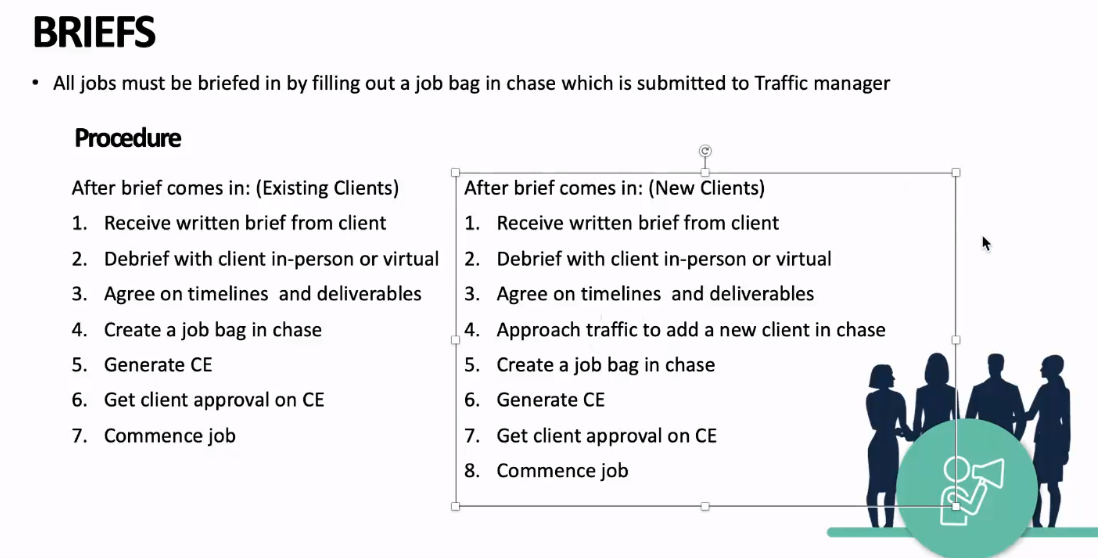 BRIEFS
• All jobs must be briefed in by filling out a job bag in chase which is submitted to Traffic manager
Procedure
After brief comes in: (Existing Clients)
1. Receive written brief from client
2. Debrief with client in-person or virtual
3. Agree on timelines  and deliverables
4. Create a job bag in chase
5. Generate CE
6. Get client approval on CE
7. Commence job
After brief comes in: (New Clients)
1. Receive written brief from client
2. Debrief with client in-person or virtual
3. Agree on timelines  and deliverables
4. Approach traffic to add a new client in chase
5. Create a job bag in chase
6. Generate CE
7. Get client approval on CE
8. Commence job